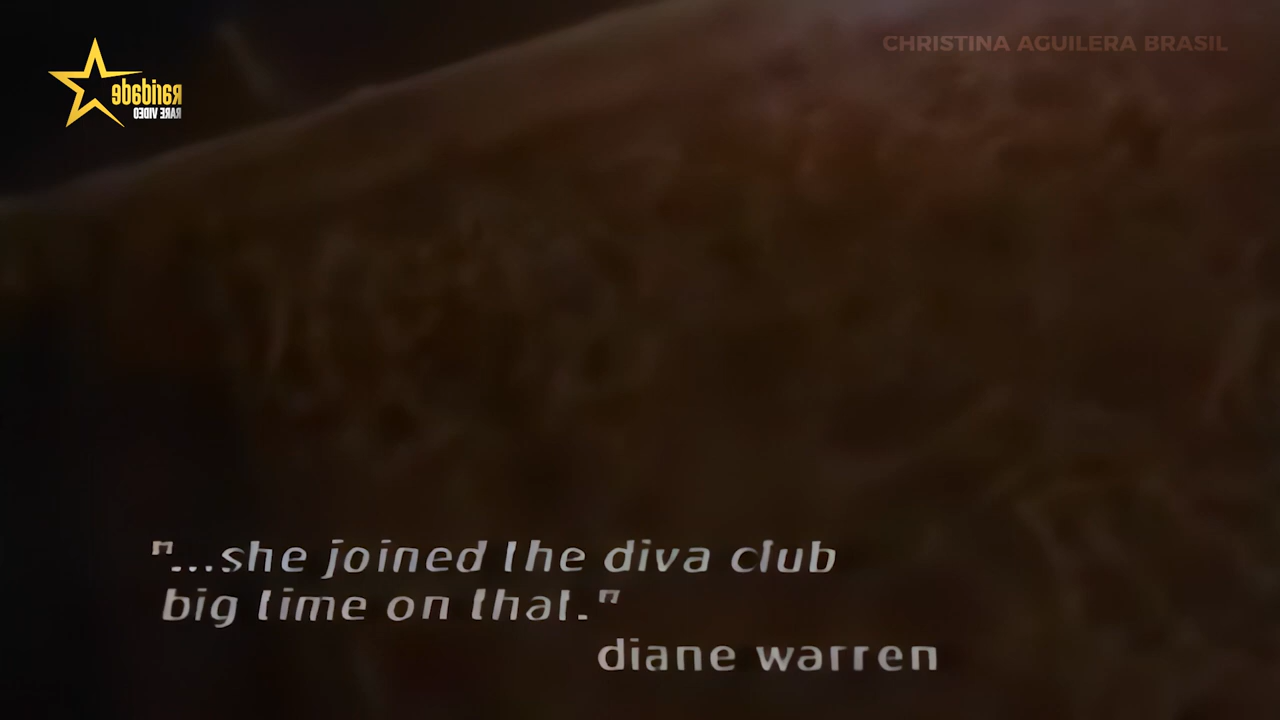 CHRISTINA AGUILERA BRASIL
Raridade
RARE VIDEO
"...she joined the diva club
big time on that."
diane warren